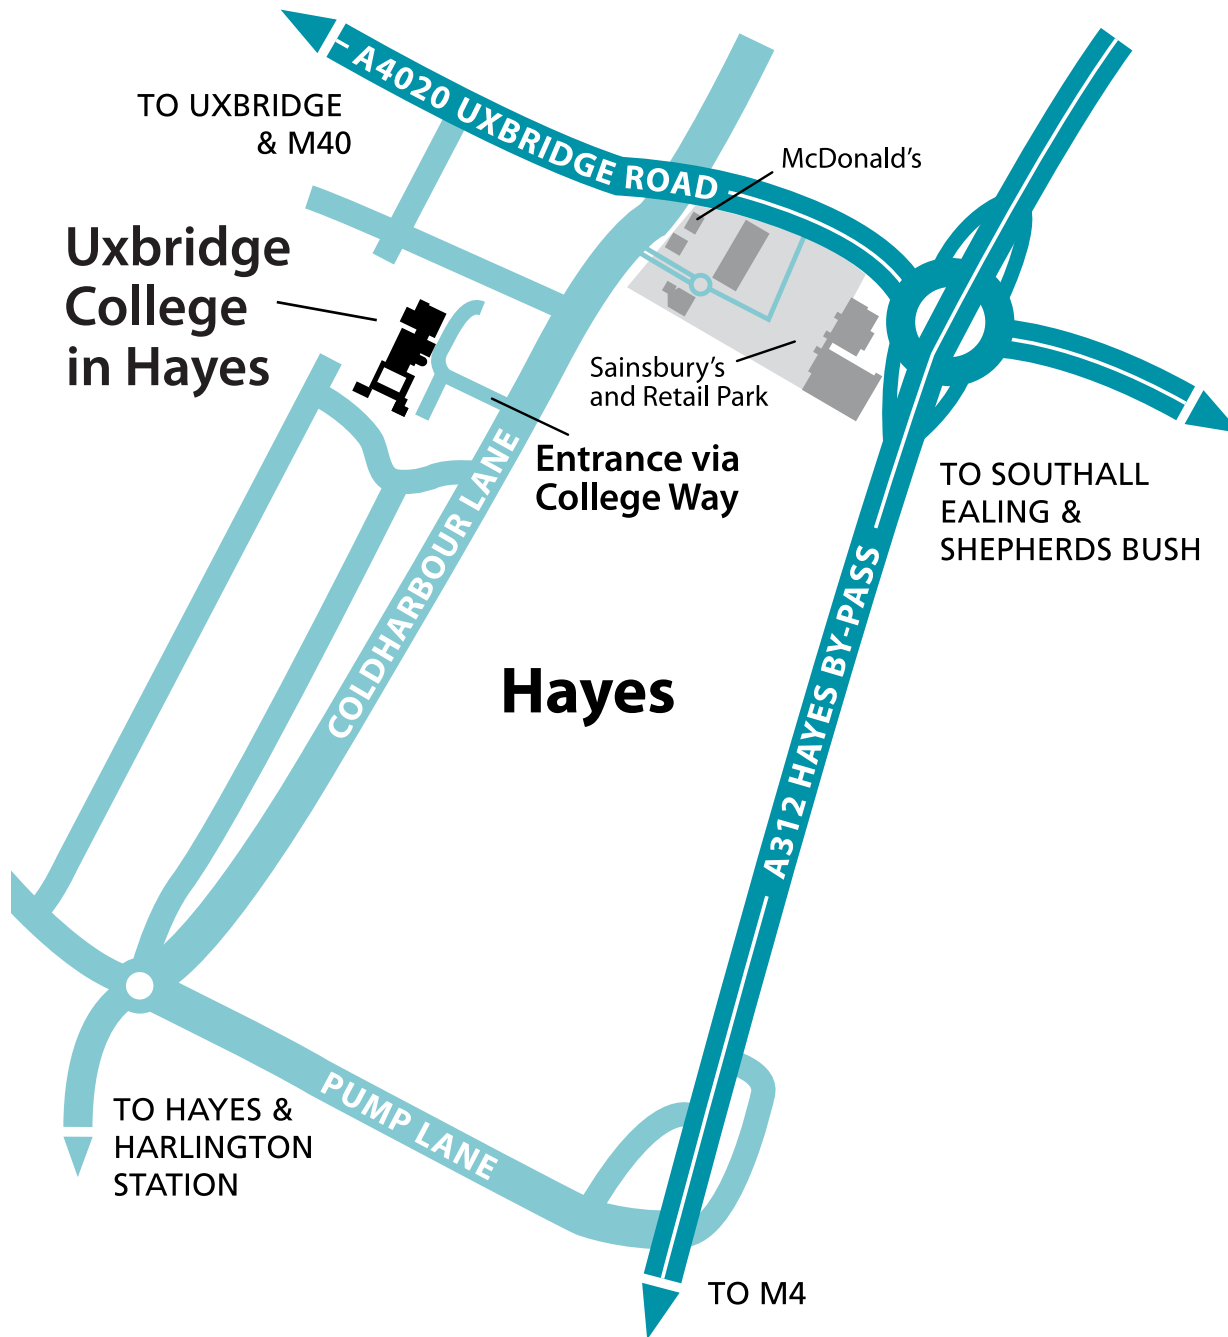 A4020 UXBRIDGE ROAD
TO UXBRIDGE
& M40
McDonald's
Uxbridge
College
in Hayes
Sainsbury's
and Retail Park
Entrance via
College Way
TO SOUTHALL
EALING &
SHEPHERDS BUSH
COLDHARBOUR LANE
Hayes
A312 HAYES BY-PASS
PUMP LANE
TO HAYES &
HARLINGTON
STATION
TO M4